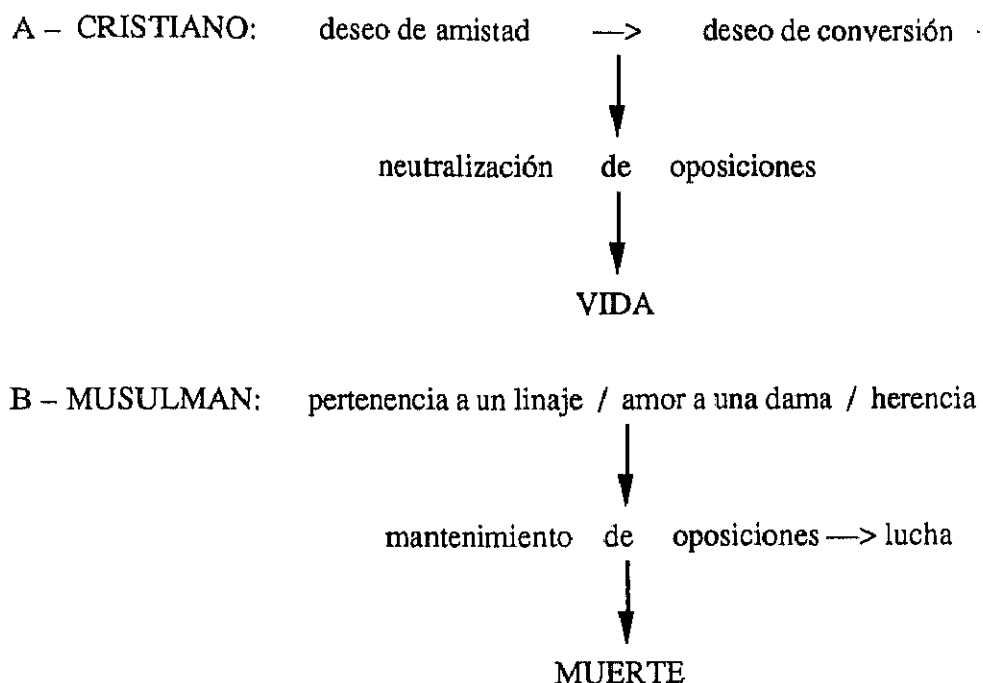 A – CRISTIANO: deseo de amistad —> deseo de conversión
neutralización de oposiciones
VIDA
B – MUSULMAN: pertenencia a un linaje / amor a una dama / herencia
mantenimiento de oposiciones —> lucha
MUERTE